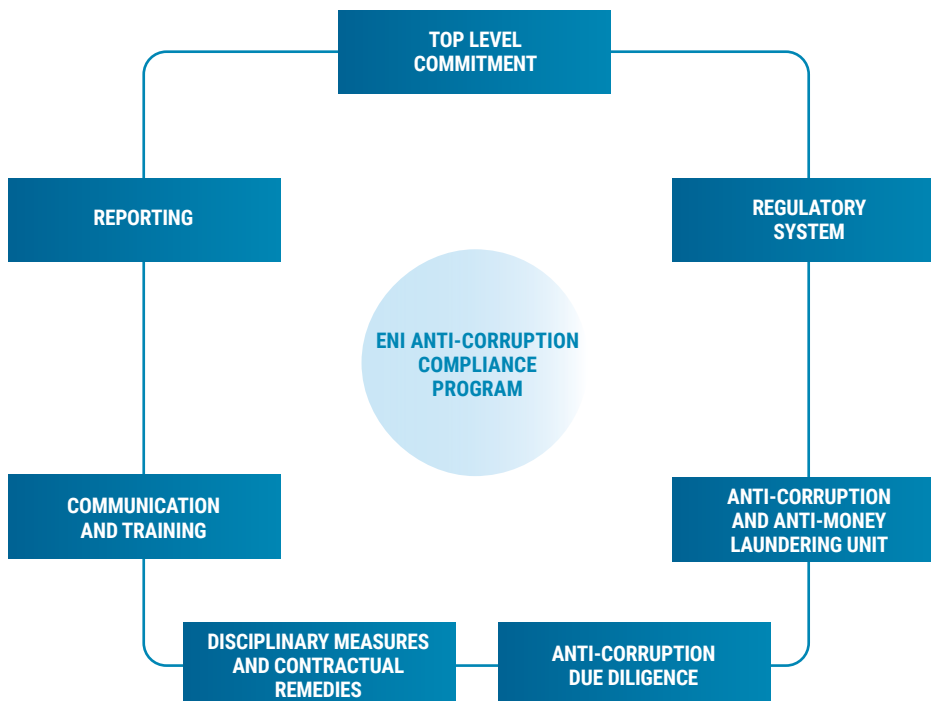 TOP LEVEL
COMMITMENT
REPORTING
REGULATORY
SYSTEM
ENI ANTI-CORRUPTION
COMPLIANCE
PROGRAM
COMMUNICATION
AND TRAINING
ANTI-CORRUPTION
AND ANTI-MONEY
LAUNDERING UNIT
DISCIPLINARY MEASURES
AND CONTRACTUAL
REMEDIES
ANTI-CORRUPTION
DUE DILIGENCE